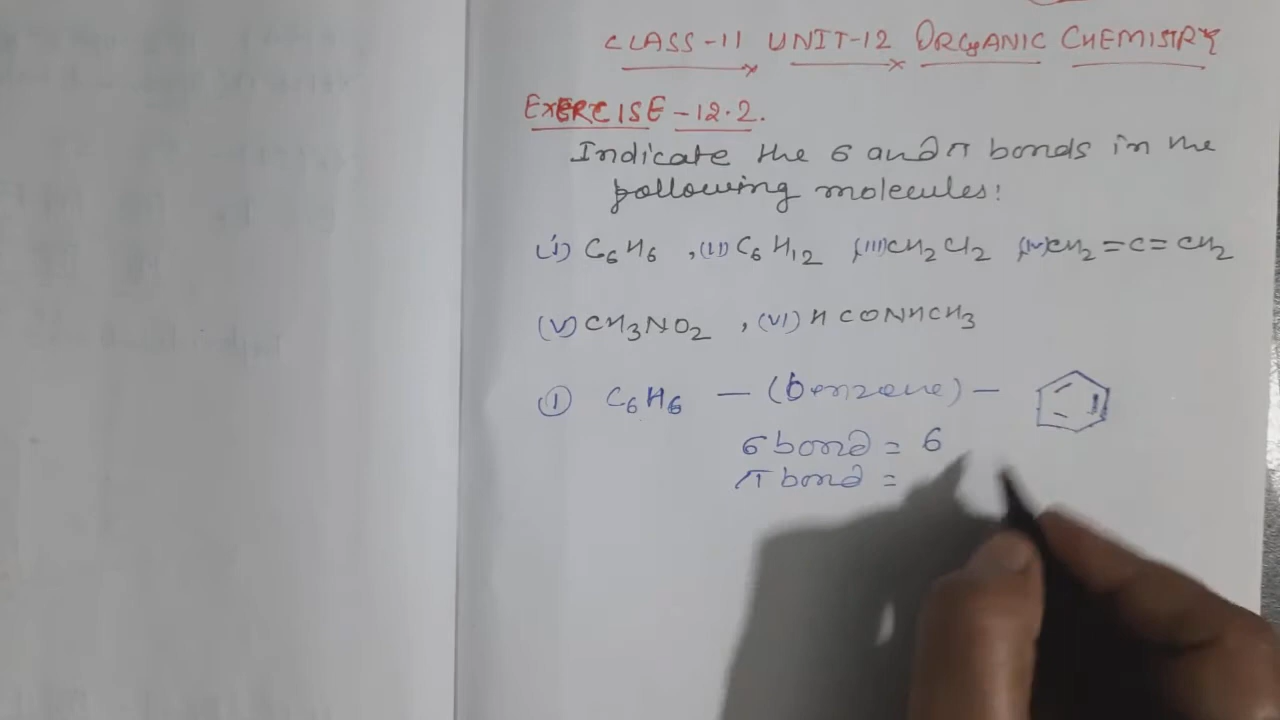 CLASS-11 UNIT-12 ORGANIC CHEMISTRY
EXERCISE-12.2.
Indicate the σ and π bonds in the
following molecules:
(i) C₆H₆, (II) C₆H₁₂ (III) CH₂Cl₂ (IV) CH₂=C=CH₂
(V) CH₃NO₂, (VI) HCONHCH₃
① C₆H₆ — (benzene) —
σ bond = 6
π bond =